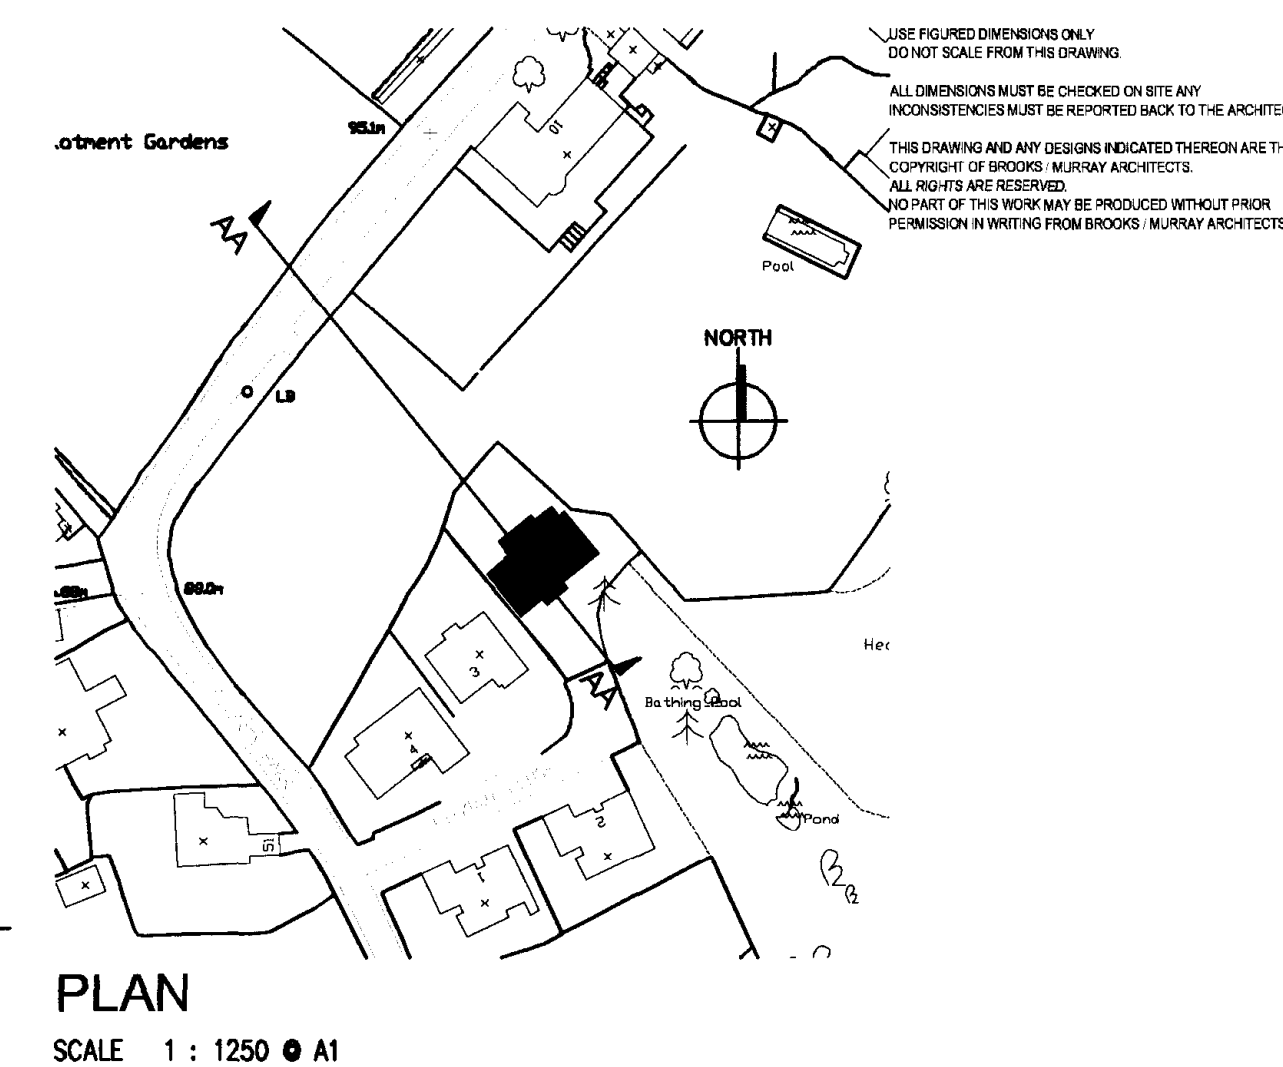 USE FIGURED DIMENSIONS ONLY
DO NOT SCALE FROM THIS DRAWING.
ALL DIMENSIONS MUST BE CHECKED ON SITE ANY
INCONSISTENCIES MUST BE REPORTED BACK TO THE ARCHITE
THIS DRAWING AND ANY DESIGNS INDICATED THEREON ARE TH
COPYRIGHT OF BROOKS / MURRAY ARCHITECTS.
ALL RIGHTS ARE RESERVED.
NO PART OF THIS WORK MAY BE PRODUCED WITHOUT PRIOR
PERMISSION IN WRITING FROM BROOKS / MURRAY ARCHITECTS
95.1m
.otment Gardens
10
AA
Pool
NORTH
LB
Hec
3
AA
Bathing Pool
4
Pond
2
15
1
PLAN
SCALE 1 : 1250 @ A1